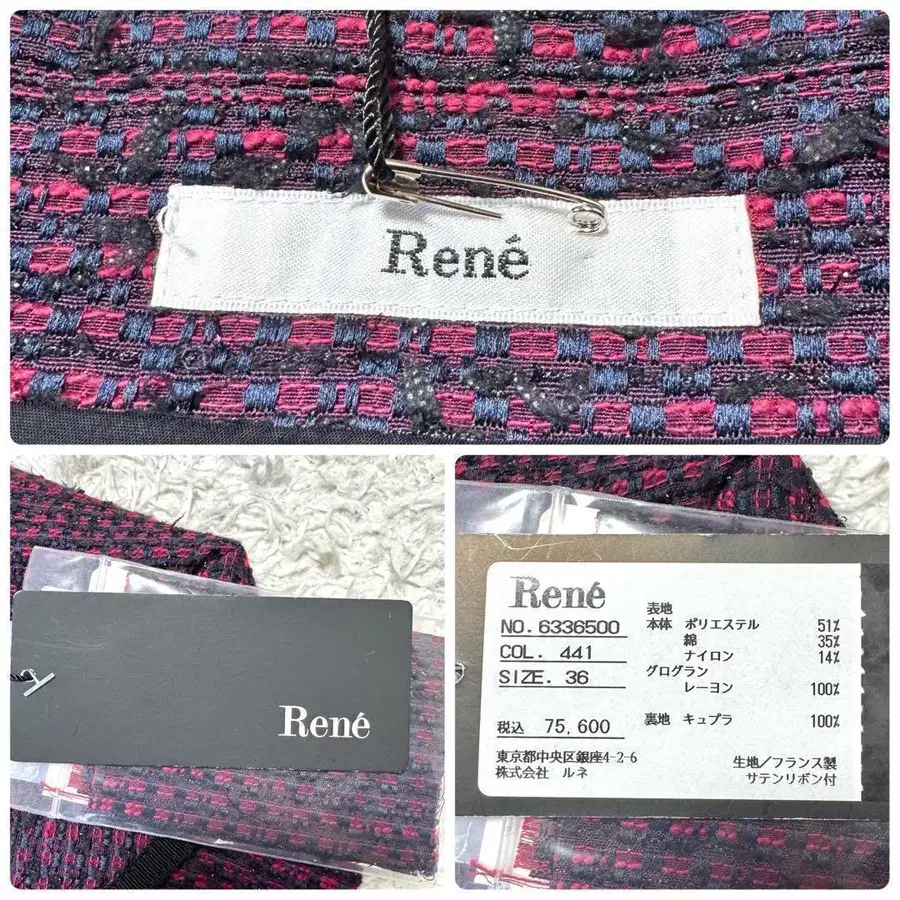 René
René
René
NO. 6336500
COL. 441
SIZE. 36
税込 75,600
東京都中央区銀座4-2-6
株式会社 ルネ
表地
本体 ポリエステル 51%
綿 35%
ナイロン 14%
グログラン
レーヨン 100%
裏地 キュプラ 100%
生地/フランス製
サテンリボン付